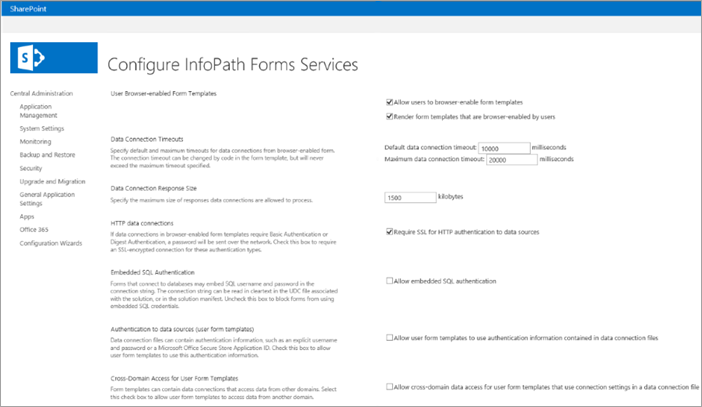 SharePoint
S
Configure InfoPath Forms Services
Central Administration
Application
Management
System Settings
Monitoring
Backup and Restore
Security
Upgrade and Migration
General Application
Settings
Apps
Office 365
Configuration Wizards
User Browser-enabled Form Templates
Allow users to browser-enable form templates
Render form templates that are browser-enabled by users
Data Connection Timeouts
Specify default and maximum timeouts for data connections from browser-enabled form.
The connection timeout can be changed by code in the form template, but will never
exceed the maximum timeout specified.
Default data connection timeout: 10000 milliseconds
Maximum data connection timeout: 20000 milliseconds
Data Connection Response Size
Specify the maximum size of responses data connections are allowed to process.
1500 kilobytes
HTTP data connections
If data connections in browser-enabled form templates require Basic Authentication or
Digest Authentication, a password will be sent over the network. Check this box to require
an SSL-encrypted connection for these authentication types.
Require SSL for HTTP authentication to data sources
Embedded SQL Authentication
Forms that connect to databases may embed SQL username and password in the
connection string. The connection string can be read in cleartext in the UDC file associated
with the solution, or in the solution manifest. Uncheck this box to block forms from using
embedded SQL credentials.
Allow embedded SQL authentication
Authentication to data sources (user form templates)
Data connection files can contain authentication information, such as an explicit username
and password or a Microsoft Office Secure Store Application ID. Check this box to allow
user form templates to use this authentication information.
Allow user form templates to use authentication information contained in data connection files
Cross-Domain Access for User Form Templates
Form templates can contain data connections that access data from other domains. Select
this check box to allow user form templates to access data from another domain.
Allow cross-domain data access for user form templates that use connection settings in a data connection file